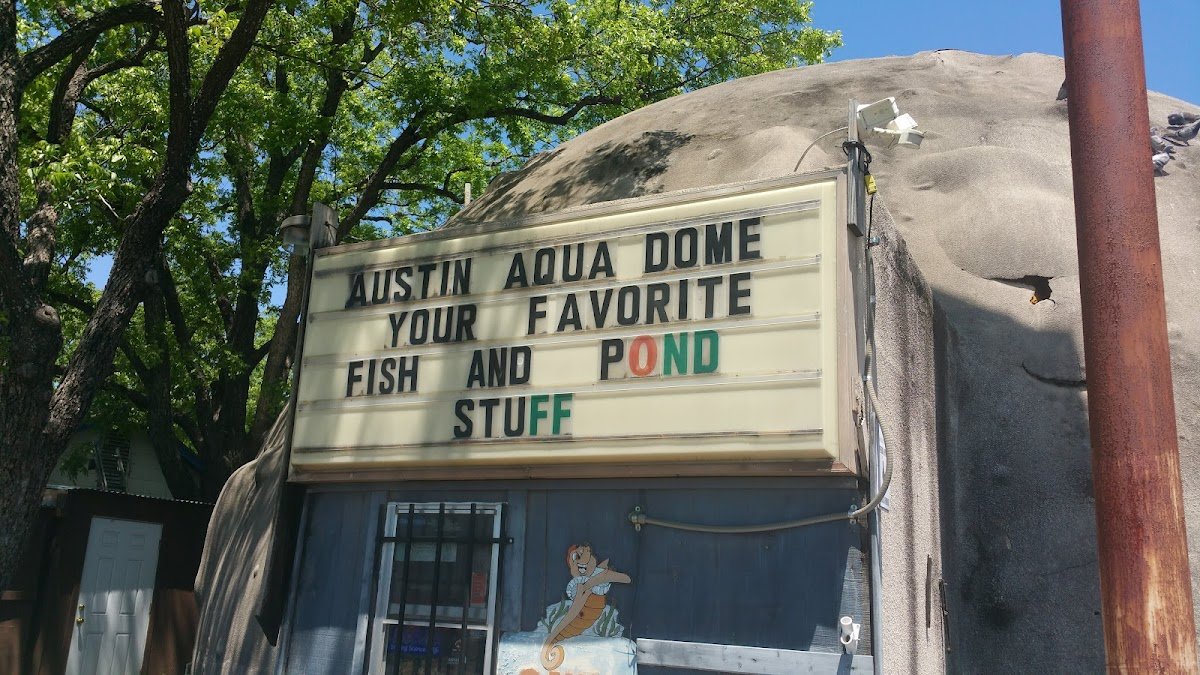 AUSTIN AQUA DOME
YOUR FAVORITE
FISH AND POND
STUFF